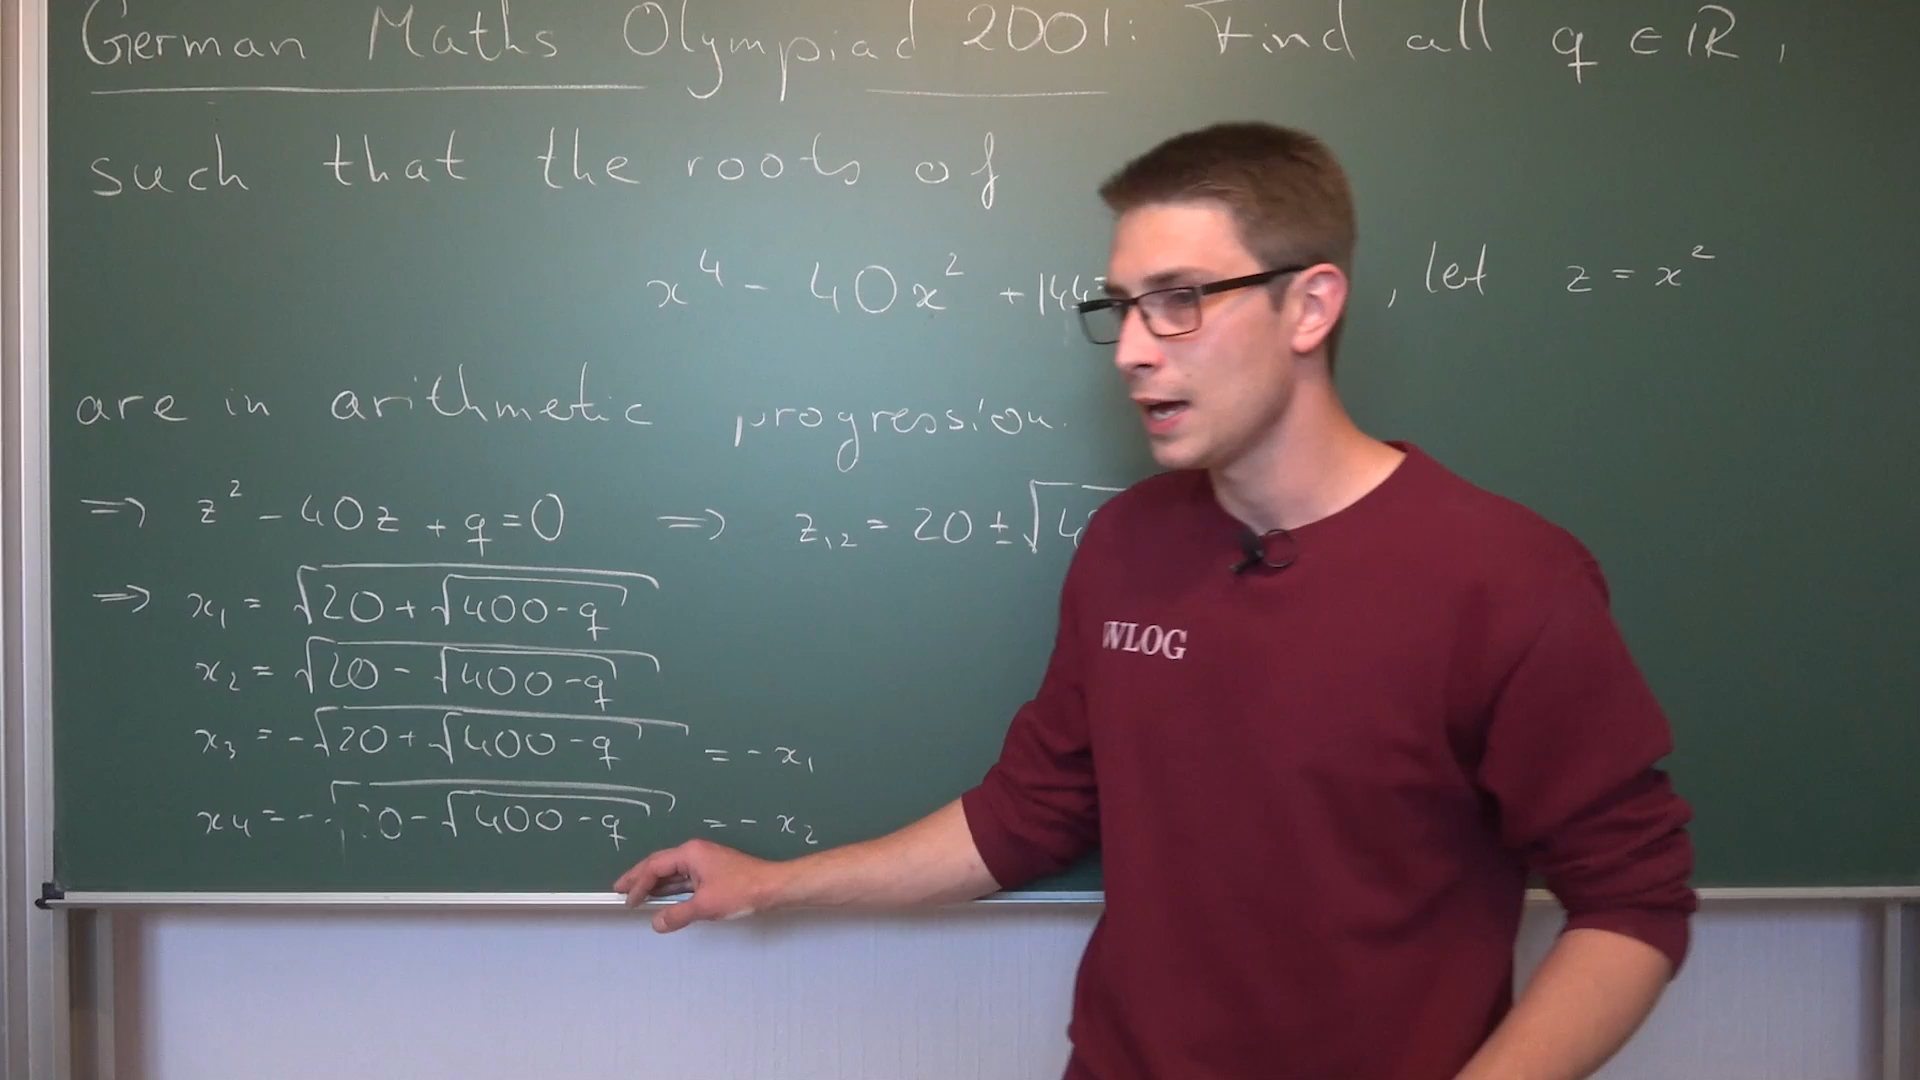 German Maths Olympiad 2001: Find all q ∈ ℝ,
such that the roots of
x⁴ - 40x² + 144 , let z = x²
are in arithmetic progression.
=> z² - 40z + q = 0 => z₁,₂ = 20 ± √4
=> x₁ = √20 + √400 - q
x₂ = √20 - √400 - q
x₃ = -√20 + √400 - q = - x₁
x₄ = - 0 - √400 - q = - x₂
WLOG